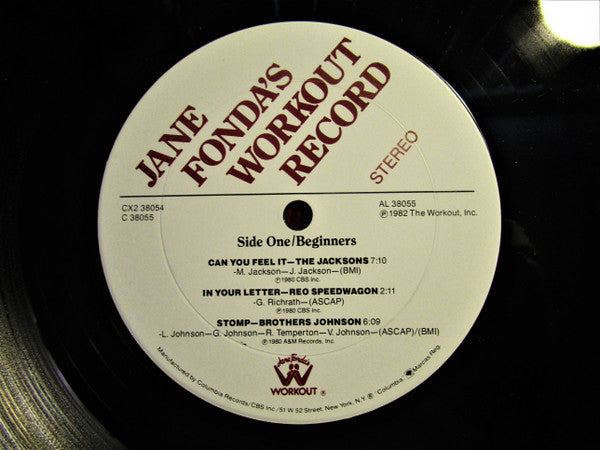 JANE
FONDA'S
WORKOUT
RECORD
STEREO
CX2 38054
C 38055
AL 38055
℗ 1982 The Workout, Inc.
Side One/Beginners
CAN YOU FEEL IT—THE JACKSONS 7:10
-M. Jackson—J. Jackson—(BMI)
℗ 1980 CBS Inc.
IN YOUR LETTER—REO SPEEDWAGON 2:11
-G. Richrath—(ASCAP)
℗ 1980 CBS Inc.
STOMP—BROTHERS JOHNSON 6:09
-L. Johnson—G. Johnson—R. Temperton—V. Johnson—(ASCAP)/(BMI)
℗ 1980 A&M Records, Inc.
Jane Fonda's
WORKOUT ®
Manufactured by Columbia Records/CBS Inc/51 W 52 Street, New York, N.Y ® Columbia, Marcas Reg.